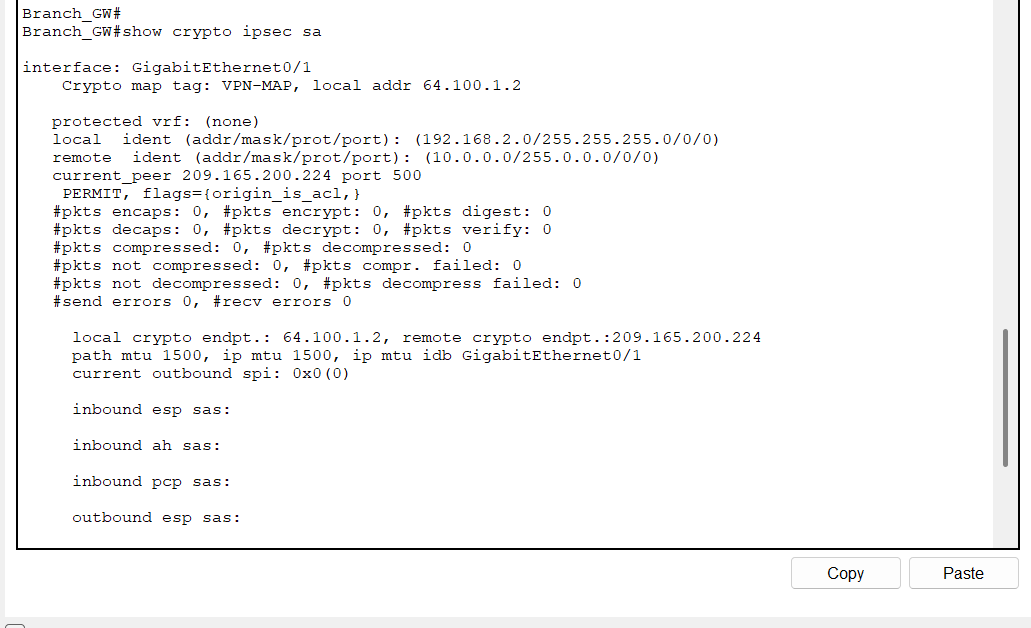 Branch_GW#
Branch_GW#show crypto ipsec sa
interface: GigabitEthernet0/1
Crypto map tag: VPN-MAP, local addr 64.100.1.2
protected vrf: (none)
local ident (addr/mask/prot/port): (192.168.2.0/255.255.255.0/0/0)
remote ident (addr/mask/prot/port): (10.0.0.0/255.0.0.0/0/0)
current_peer 209.165.200.224 port 500
PERMIT, flags={origin_is_acl,}
#pkts encaps: 0, #pkts encrypt: 0, #pkts digest: 0
#pkts decaps: 0, #pkts decrypt: 0, #pkts verify: 0
#pkts compressed: 0, #pkts decompressed: 0
#pkts not compressed: 0, #pkts compr. failed: 0
#pkts not decompressed: 0, #pkts decompress failed: 0
#send errors 0, #recv errors 0
local crypto endpt.: 64.100.1.2, remote crypto endpt.:209.165.200.224
path mtu 1500, ip mtu 1500, ip mtu idb GigabitEthernet0/1
current outbound spi: 0x0(0)
inbound esp sas:
inbound ah sas:
inbound pcp sas:
outbound esp sas:
Copy
Paste